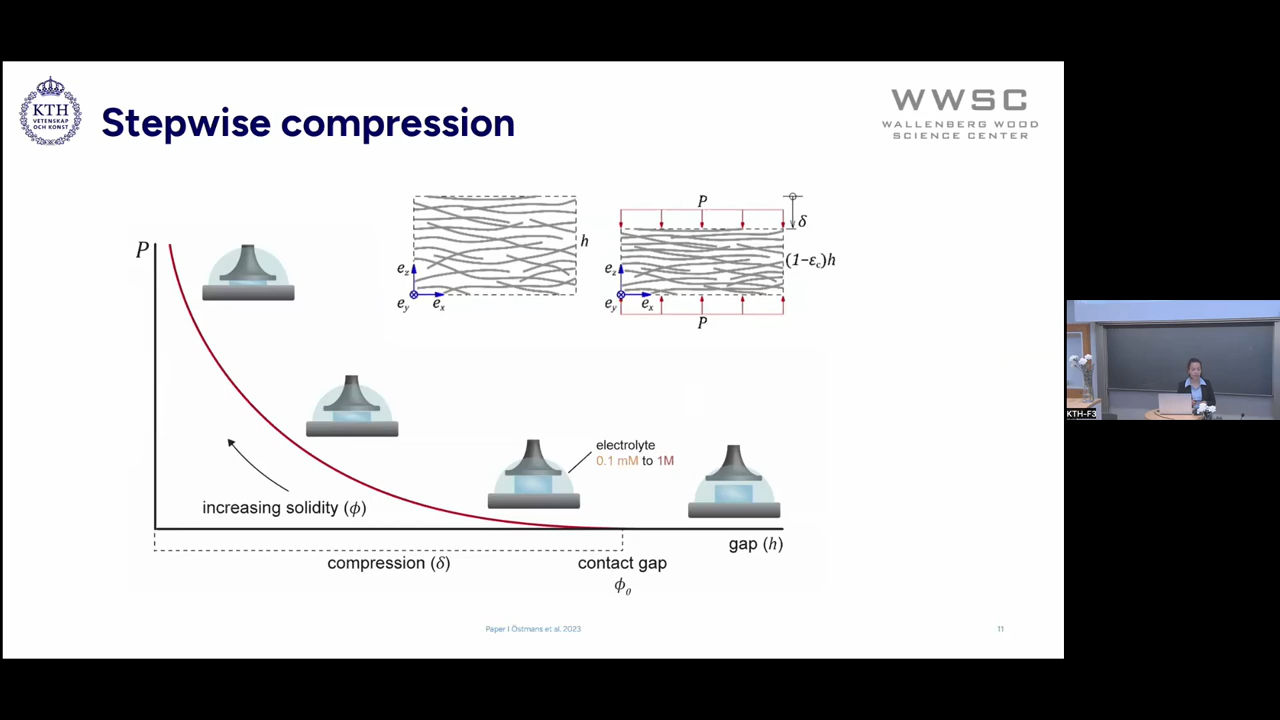 KTH
VETENSKAP
OCH KONST
Stepwise compression
WWSC
WALLENBERG WOOD
SCIENCE CENTER
P
δ
h
(1-εc)h
ez
ey
ex
ez
ey
ex
P
P
electrolyte
0.1 mM to 1M
increasing solidity (ϕ)
gap (h)
compression (δ)
contact gap
ϕ0
Paper I Östmans et al. 2023
11
KTH-F3